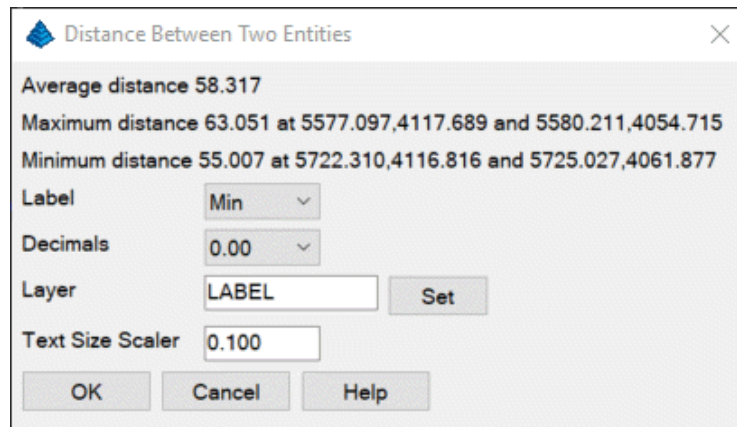 Distance Between Two Entities
Average distance 58.317
Maximum distance 63.051 at 5577.097,4117.689 and 5580.211,4054.715
Minimum distance 55.007 at 5722.310,4116.816 and 5725.027,4061.877
Label Min
Decimals 0.00
Layer LABEL Set
Text Size Scaler 0.100
OK Cancel Help